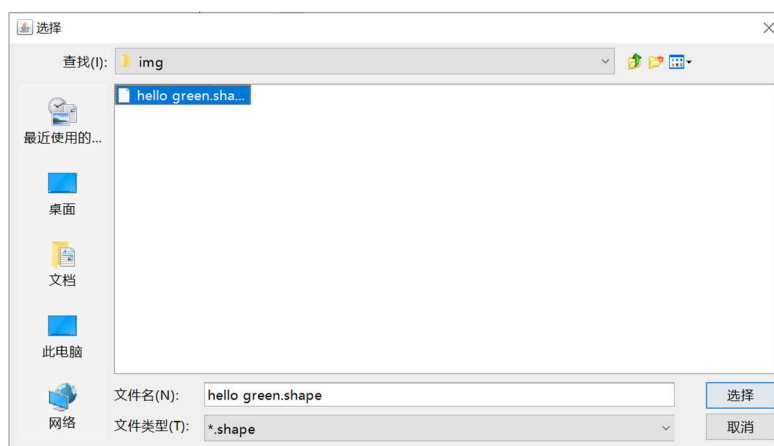 选择
查找(I):
img
hello green.sha...
最近使用的...
桌面
文档
此电脑
网络
文件名(N):
hello green.shape
选择
文件类型(T):
*.shape
取消